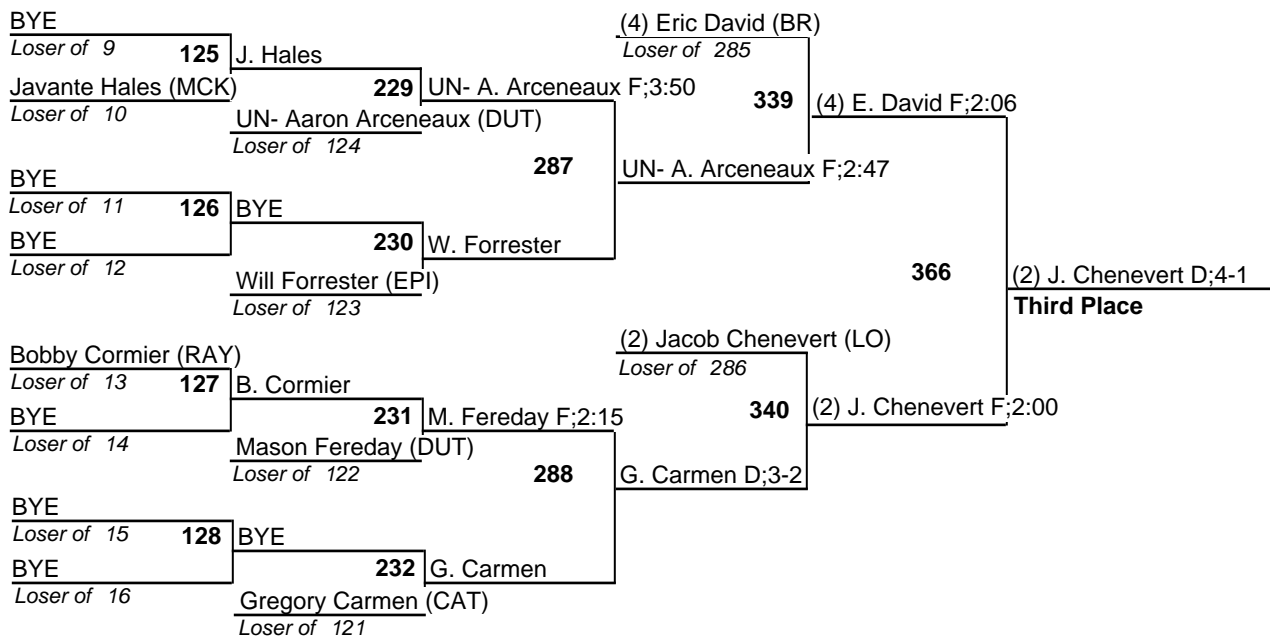 BYE
Loser of 9
125
J. Hales
Javante Hales (MCK)
Loser of 10
229
UN- A. Arceneaux F;3:50
UN- Aaron Arceneaux (DUT)
Loser of 124
BYE
Loser of 11
126
BYE
BYE
Loser of 12
230
W. Forrester
Will Forrester (EPI)
Loser of 123
287
(4) Eric David (BR)
Loser of 285
339
(4) E. David F;2:06
UN- A. Arceneaux F;2:47
366
(2) J. Chenevert D;4-1
Third Place
Bobby Cormier (RAY)
Loser of 13
127
B. Cormier
BYE
Loser of 14
231
M. Fereday F;2:15
Mason Fereday (DUT)
Loser of 122
288
BYE
Loser of 15
128
BYE
BYE
Loser of 16
232
G. Carmen
Gregory Carmen (CAT)
Loser of 121
(2) Jacob Chenevert (LO)
Loser of 286
340
(2) J. Chenevert F;2:00
G. Carmen D;3-2